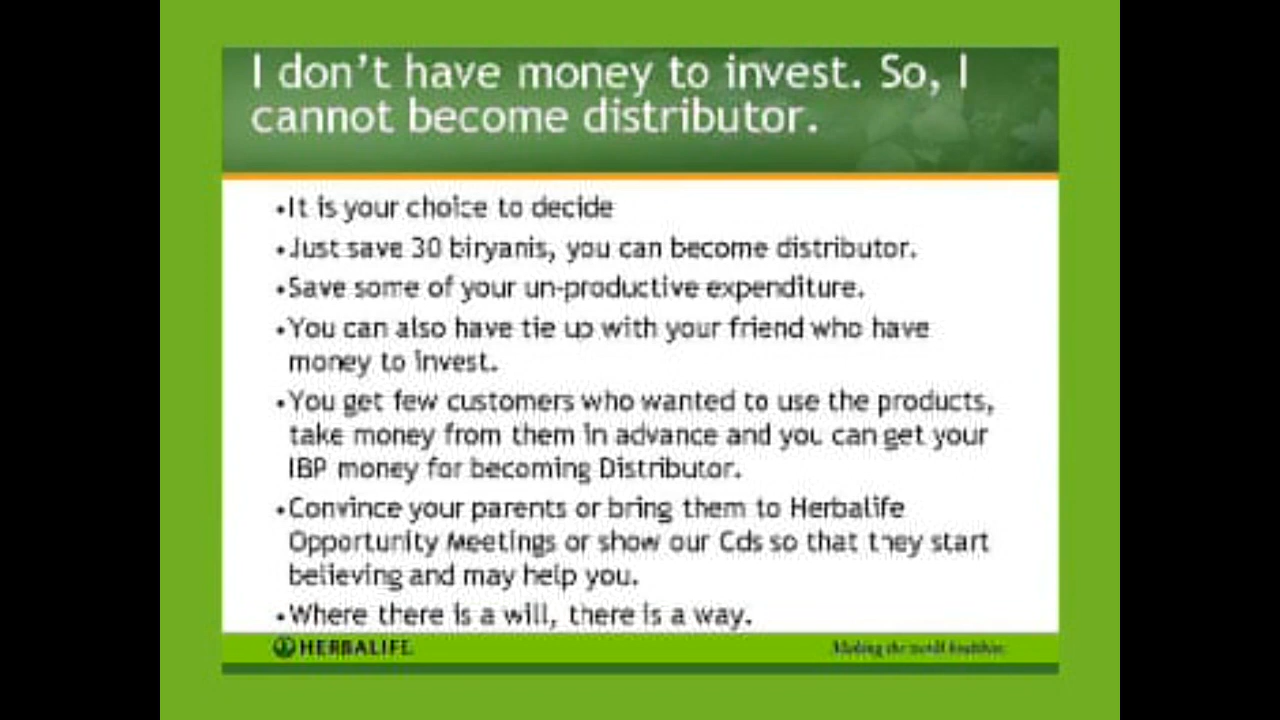 I don't have money to invest. So, I
cannot become distributor.
•It is your choice to decide
•Just save 30 biryanis, you can become distributor.
•Save some of your un-productive expenditure.
•You can also have tie up with your friend who have
money to invest.
•You get few customers who wanted to use the products,
take money from them in advance and you can get your
IBP money for becoming Distributor.
•Convince your parents or bring them to Herbalife
Opportunity Meetings or show our Cds so that they start
believing and may help you.
•Where there is a will, there is a way.
HERBALIFE
Making the world healthier.